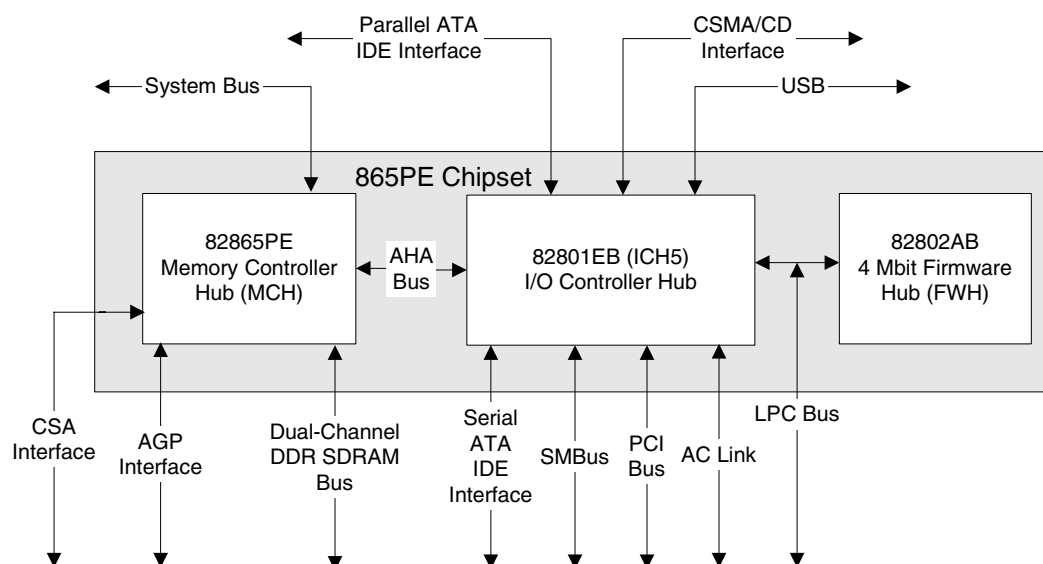 Parallel ATA
IDE Interface
CSMA/CD
Interface
System Bus
USB
865PE Chipset
82865PE
Memory Controller
Hub (MCH)
AHA
Bus
82801EB (ICH5)
I/O Controller Hub
82802AB
4 Mbit Firmware
Hub (FWH)
CSA
Interface
AGP
Interface
Dual-Channel
DDR SDRAM
Bus
Serial
ATA
IDE
Interface
SMBus
PCI
Bus
AC Link
LPC Bus